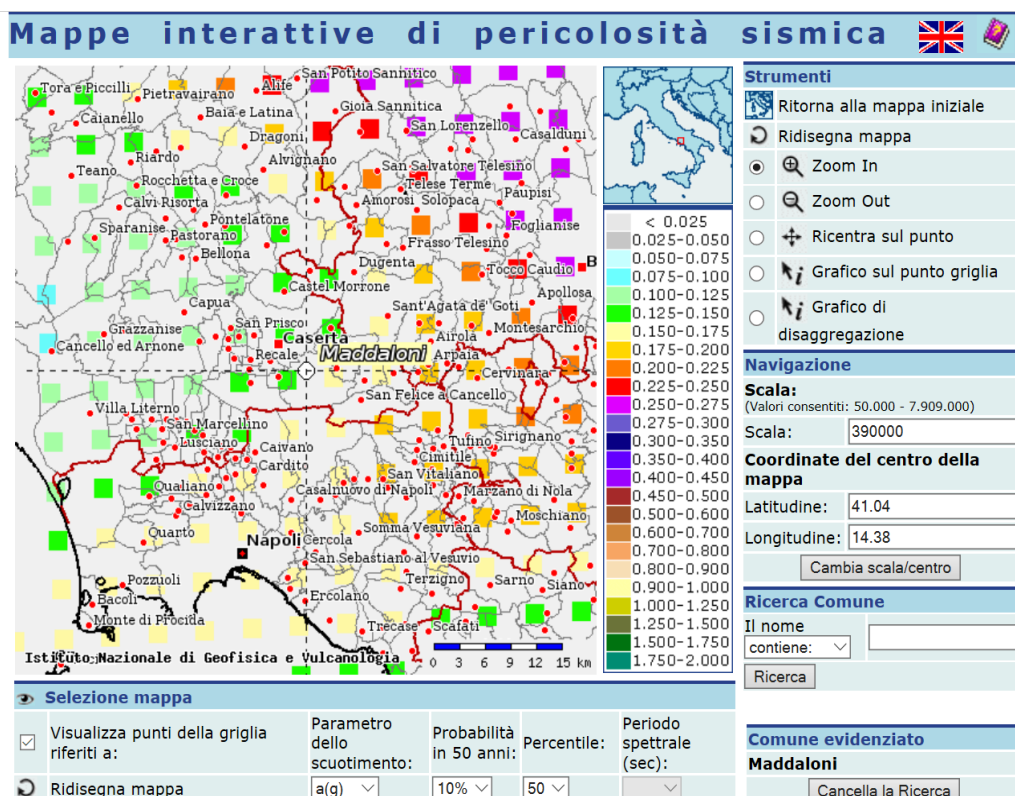 Mappe interattive di pericolosità sismica
San Potito Sannitico
Tora e Piccilli
Alife
Pietravairano
Caianello
Baia e Latina
Gioia Sannitica
San Lorenzello
Casalduni
Dragoni
Riardo
Alvignano
Teano
San Salvatore Telesino
Rocchetta e Croce
Telese Terme
Calvi Risorta
Amorosi
Solopaca
Paupisi
Pontelatone
Sparanise
Pastorano
Foglianise
Frasso Telesino
Bellona
Dugenta
Tocco Caudio
B
Castel Morrone
Apollosa
Capua
Sant'Agata de' Goti
San Prisco
Grazzanise
Montesarchio
Caserta
Airola
Cancello ed Arnone
Recale
Maddaloni
Arpaia
Cervinara
San Felice a Cancello
Villa Literno
San Marcellino
Lusciano
Caivano
Tufino
Sirignano
Cimitile
Cardito
San Vitaliano
Qualiano
Casalnuovo di Napoli
Marzano di Nola
Calvizzano
Moschiano
Quarto
Somma Vesuviana
Napoli
Cercola
San Sebastiano al Vesuvio
Pozzuoli
Terzigno
Sarno
Siano
Bacoli
Ercolano
Monte di Procida
Trecase
Scafati
Istituto Nazionale di Geofisica e Vulcanologia
0 3 6 9 12 15 km
< 0.025
0.025-0.050
0.050-0.075
0.075-0.100
0.100-0.125
0.125-0.150
0.150-0.175
0.175-0.200
0.200-0.225
0.225-0.250
0.250-0.275
0.275-0.300
0.300-0.350
0.350-0.400
0.400-0.450
0.450-0.500
0.500-0.600
0.600-0.700
0.700-0.800
0.800-0.900
0.900-1.000
1.000-1.250
1.250-1.500
1.500-1.750
1.750-2.000
Strumenti
Ritorna alla mappa iniziale
Ridisegna mappa
Zoom In
Zoom Out
Ricentra sul punto
i Grafico sul punto griglia
i Grafico di
disaggregazione
Navigazione
Scala:
(Valori consentiti: 50.000 - 7.909.000)
Scala: 390000
Coordinate del centro della
mappa
Latitudine: 41.04
Longitudine: 14.38
Cambia scala/centro
Ricerca Comune
Il nome
contiene:
Ricerca
Comune evidenziato
Maddaloni
Cancella la Ricerca
Selezione mappa
Visualizza punti della griglia
riferiti a:
Parametro
dello
scuotimento:
Probabilità
in 50 anni:
Percentile:
Periodo
spettrale
(sec):
Ridisegna mappa
a(g)
10%
50